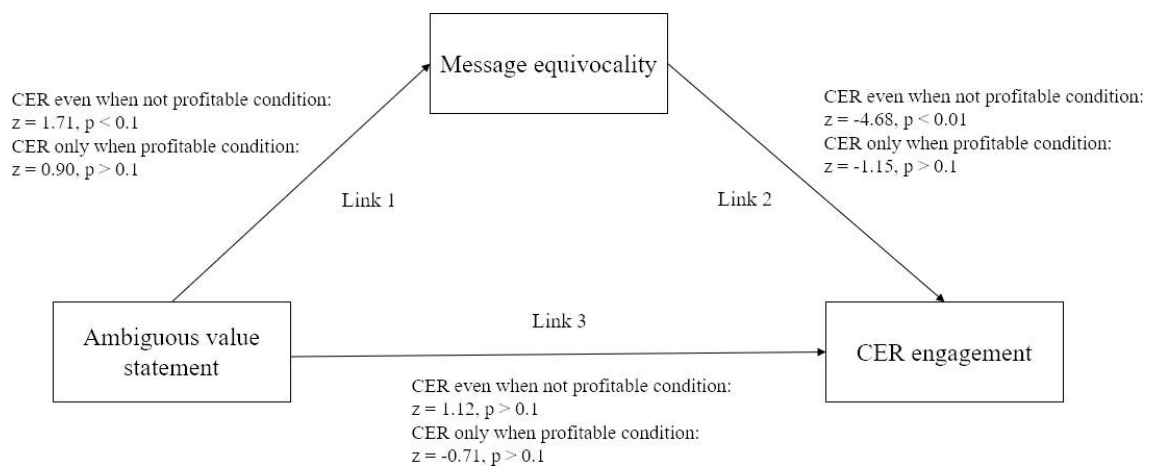 Message equivocality
CER even when not profitable condition:
z = 1.71, p < 0.1
CER only when profitable condition:
z = 0.90, p > 0.1
CER even when not profitable condition:
z = -4.68, p < 0.01
CER only when profitable condition:
z = -1.15, p > 0.1
Link 1
Link 2
Ambiguous value
statement
Link 3
CER engagement
CER even when not profitable condition:
z = 1.12, p > 0.1
CER only when profitable condition:
z = -0.71, p > 0.1